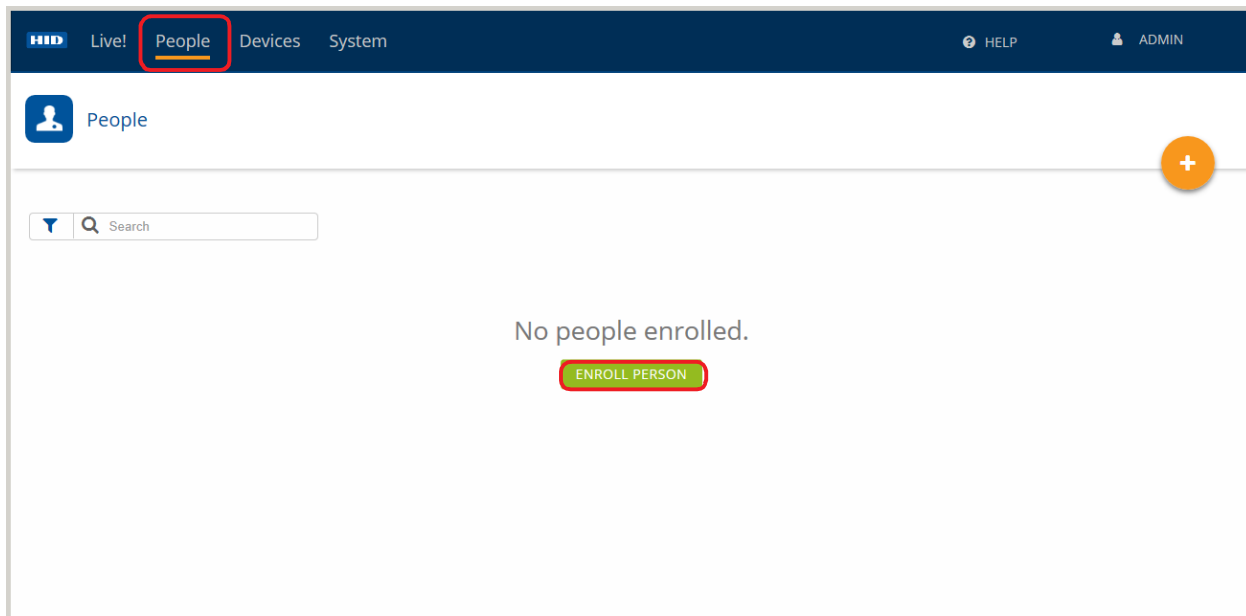 HID Live! People Devices System HELP ADMIN
People
Search
No people enrolled.
ENROLL PERSON